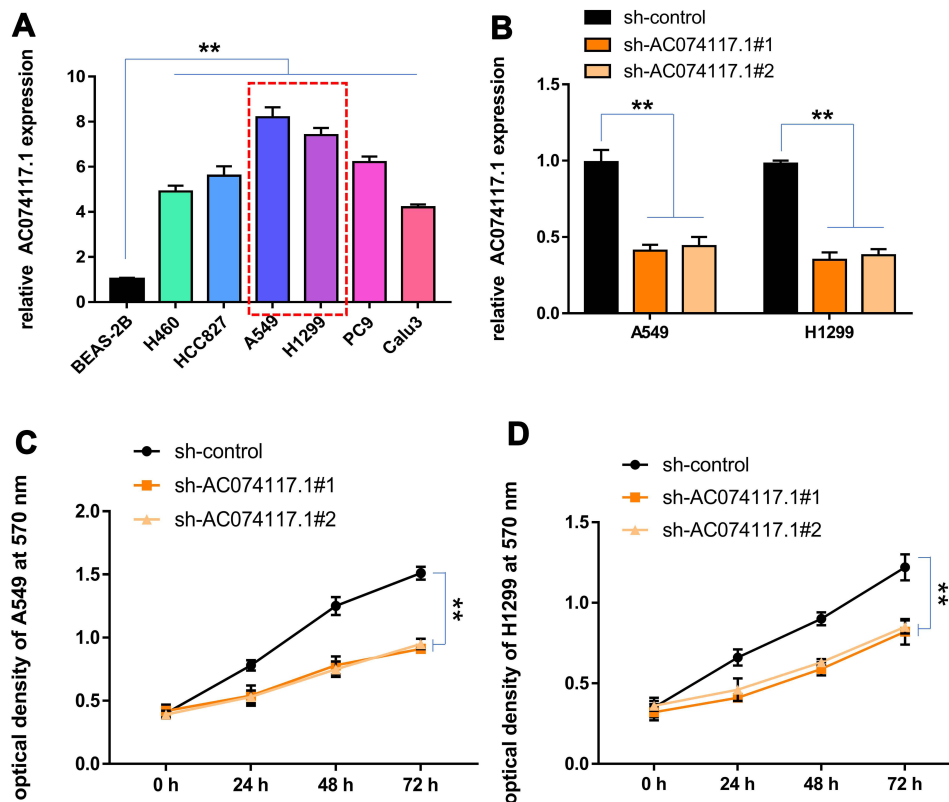 A
**
relative AC074117.1 expression
10
8
6
4
2
0
BEAS-2B
H460
HCC827
A549
H1299
PC9
Calu3
B
sh-control
sh-AC074117.1#1
sh-AC074117.1#2
relative AC074117.1 expression
1.5
1.0
0.5
0.0
**
**
A549
H1299
C
sh-control
sh-AC074117.1#1
sh-AC074117.1#2
optical density of A549 at 570 nm
2.0
1.5
1.0
0.5
0.0
**
0 h
24 h
48 h
72 h
D
sh-control
sh-AC074117.1#1
sh-AC074117.1#2
optical density of H1299 at 570 nm
1.5
1.0
0.5
0.0
**
0 h
24 h
48 h
72 h